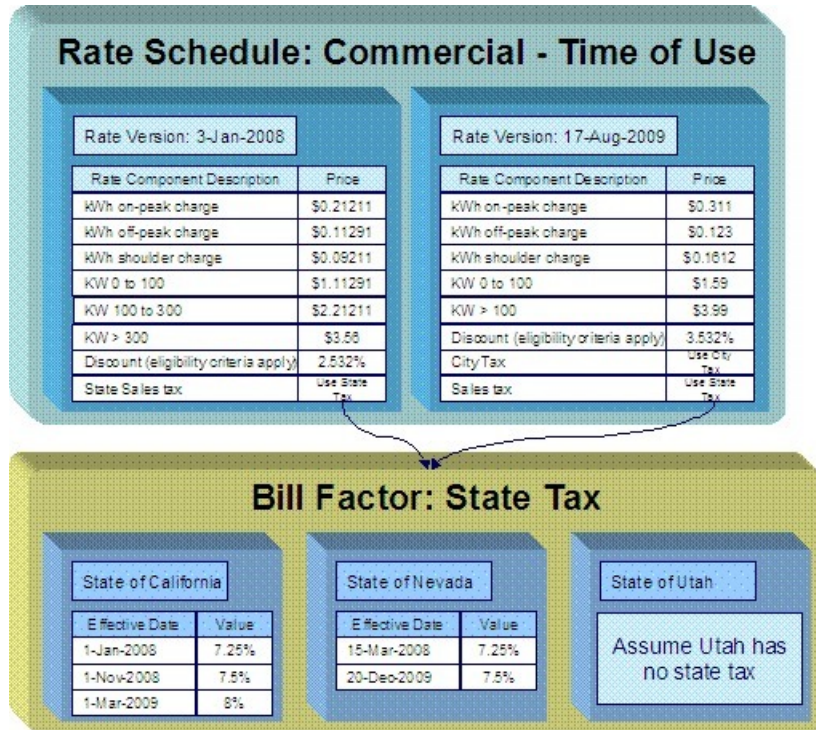 Rate Schedule: Commercial - Time of Use
Rate Version: 3-Jan-2008
Rate Component Description Price
kWh on-peak charge $0.21211
kWh off-peak charge $0.11291
kWh shoulder charge $0.09211
KW 0 to 100 $1.11291
KW 100 to 300 $2.21211
KW > 300 $3.56
Discount (eligibility criteria apply) 2.532%
State Sales tax Use State Tax
Rate Version: 17-Aug-2009
Rate Component Description Price
kWh on-peak charge $0.311
kWh off-peak charge $0.123
kWh shoulder charge $0.1612
KW 0 to 100 $1.59
KW > 100 $3.99
Discount (eligibility criteria apply) 3.532%
City Tax Use City Tax
Sales tax Use State Tax
Bill Factor: State Tax
State of California
Effective Date Value
1-Jan-2008 7.25%
1-Nov-2008 7.5%
1-Mar-2009 8%
State of Nevada
Effective Date Value
15-Mar-2008 7.25%
20-Dec-2009 7.5%
State of Utah
Assume Utah has
no state tax